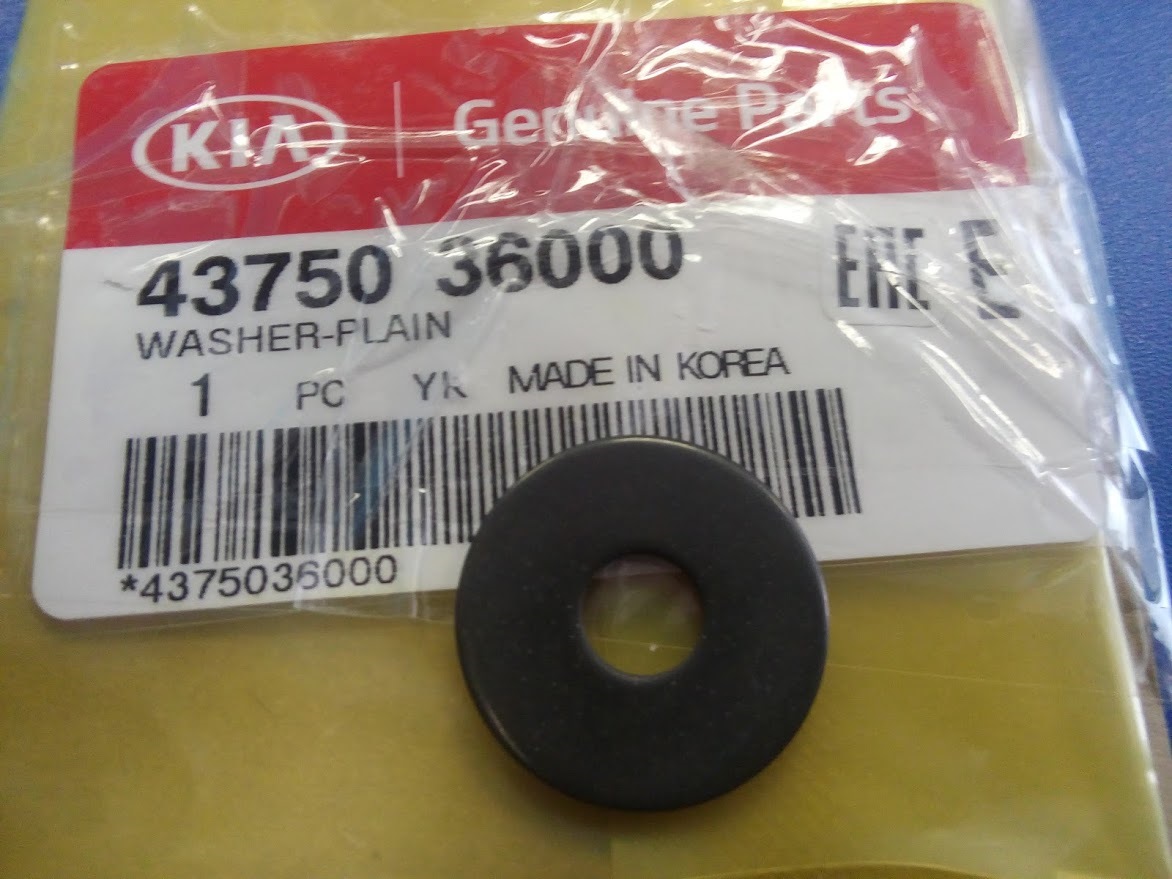 KIA Genuine Parts
43750 36000 EAC E
WASHER-PLAIN
1 PC YK MADE IN KOREA
*4375036000